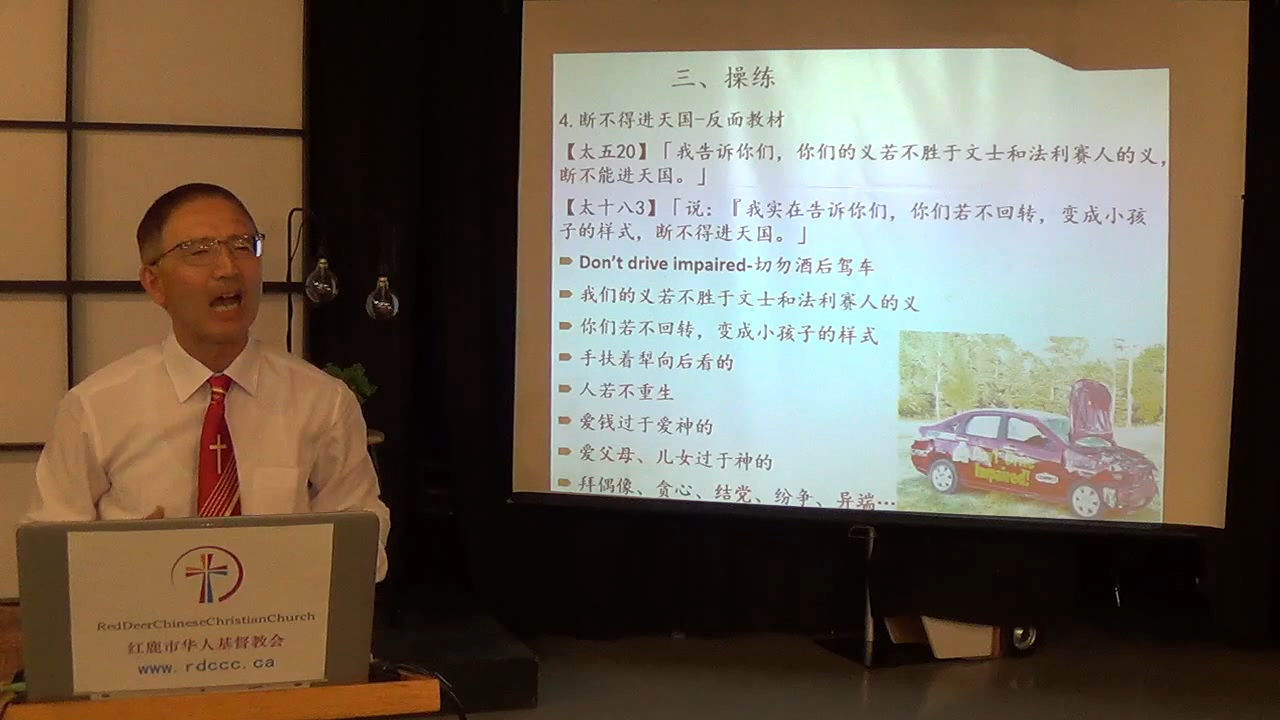 三、操练
4. 断不得进天国-反面教材
【太五20】「我告诉你们，你们的义若不胜于文士和法利赛人的义，
断不能进天国。」
【太十八3】「说：『我实在告诉你们，你们若不回转，变成小孩
子的样式，断不得进天国。」
Don't drive impaired-切勿酒后驾车
我们的义若不胜于文士和法利赛人的义
你们若不回转，变成小孩子的样式
手扶着犁向后看的
人若不重生
爱钱过于爱神的
爱父母、儿女过于神的
拜偶像、贪心、结党、纷争、异端…
Impaired!
RedDeerChineseChristianChurch
红鹿市华人基督教会
www.rdccc.ca